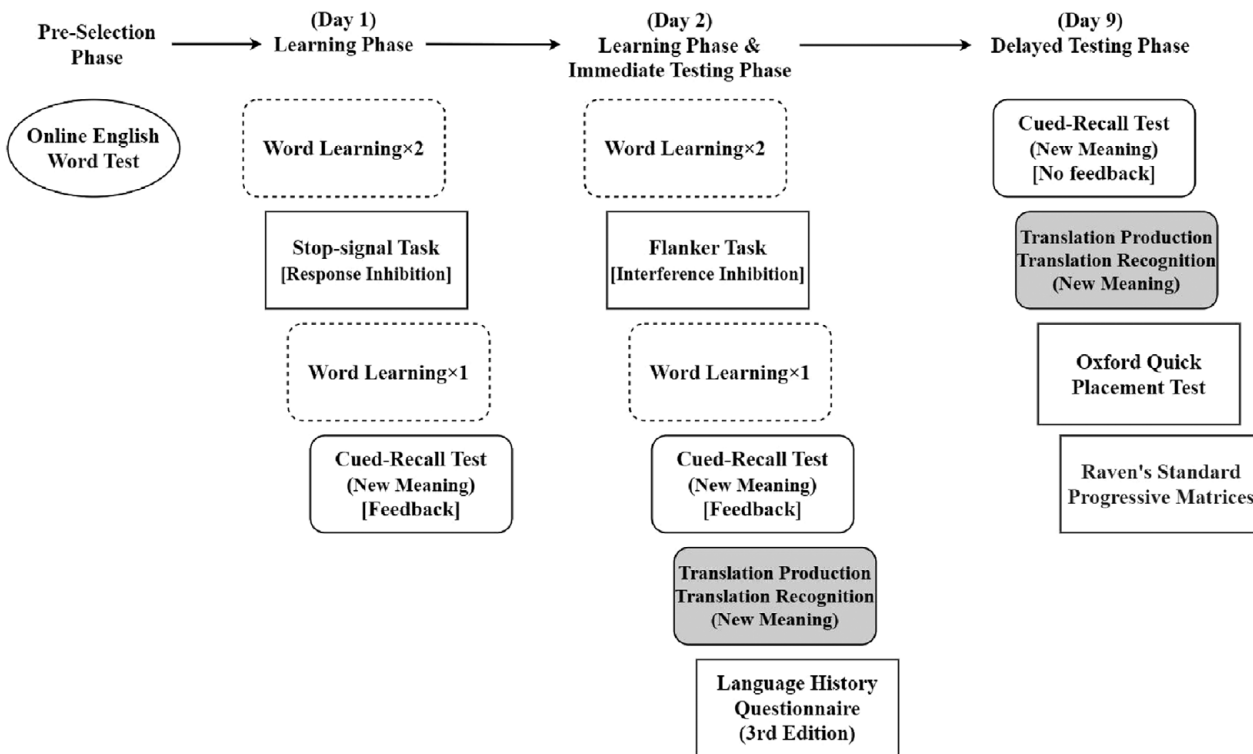 Pre-Selection
Phase
(Day 1)
Learning Phase
(Day 2)
Learning Phase &
Immediate Testing Phase
(Day 9)
Delayed Testing Phase
Online English
Word Test
Word Learning×2
Stop-signal Task
[Response Inhibition]
Word Learning×1
Cued-Recall Test
(New Meaning)
[Feedback]
Word Learning×2
Flanker Task
[Interference Inhibition]
Word Learning×1
Cued-Recall Test
(New Meaning)
[Feedback]
Translation Production
Translation Recognition
(New Meaning)
Language History
Questionnaire
(3rd Edition)
Cued-Recall Test
(New Meaning)
[No feedback]
Translation Production
Translation Recognition
(New Meaning)
Oxford Quick
Placement Test
Raven's Standard
Progressive Matrices